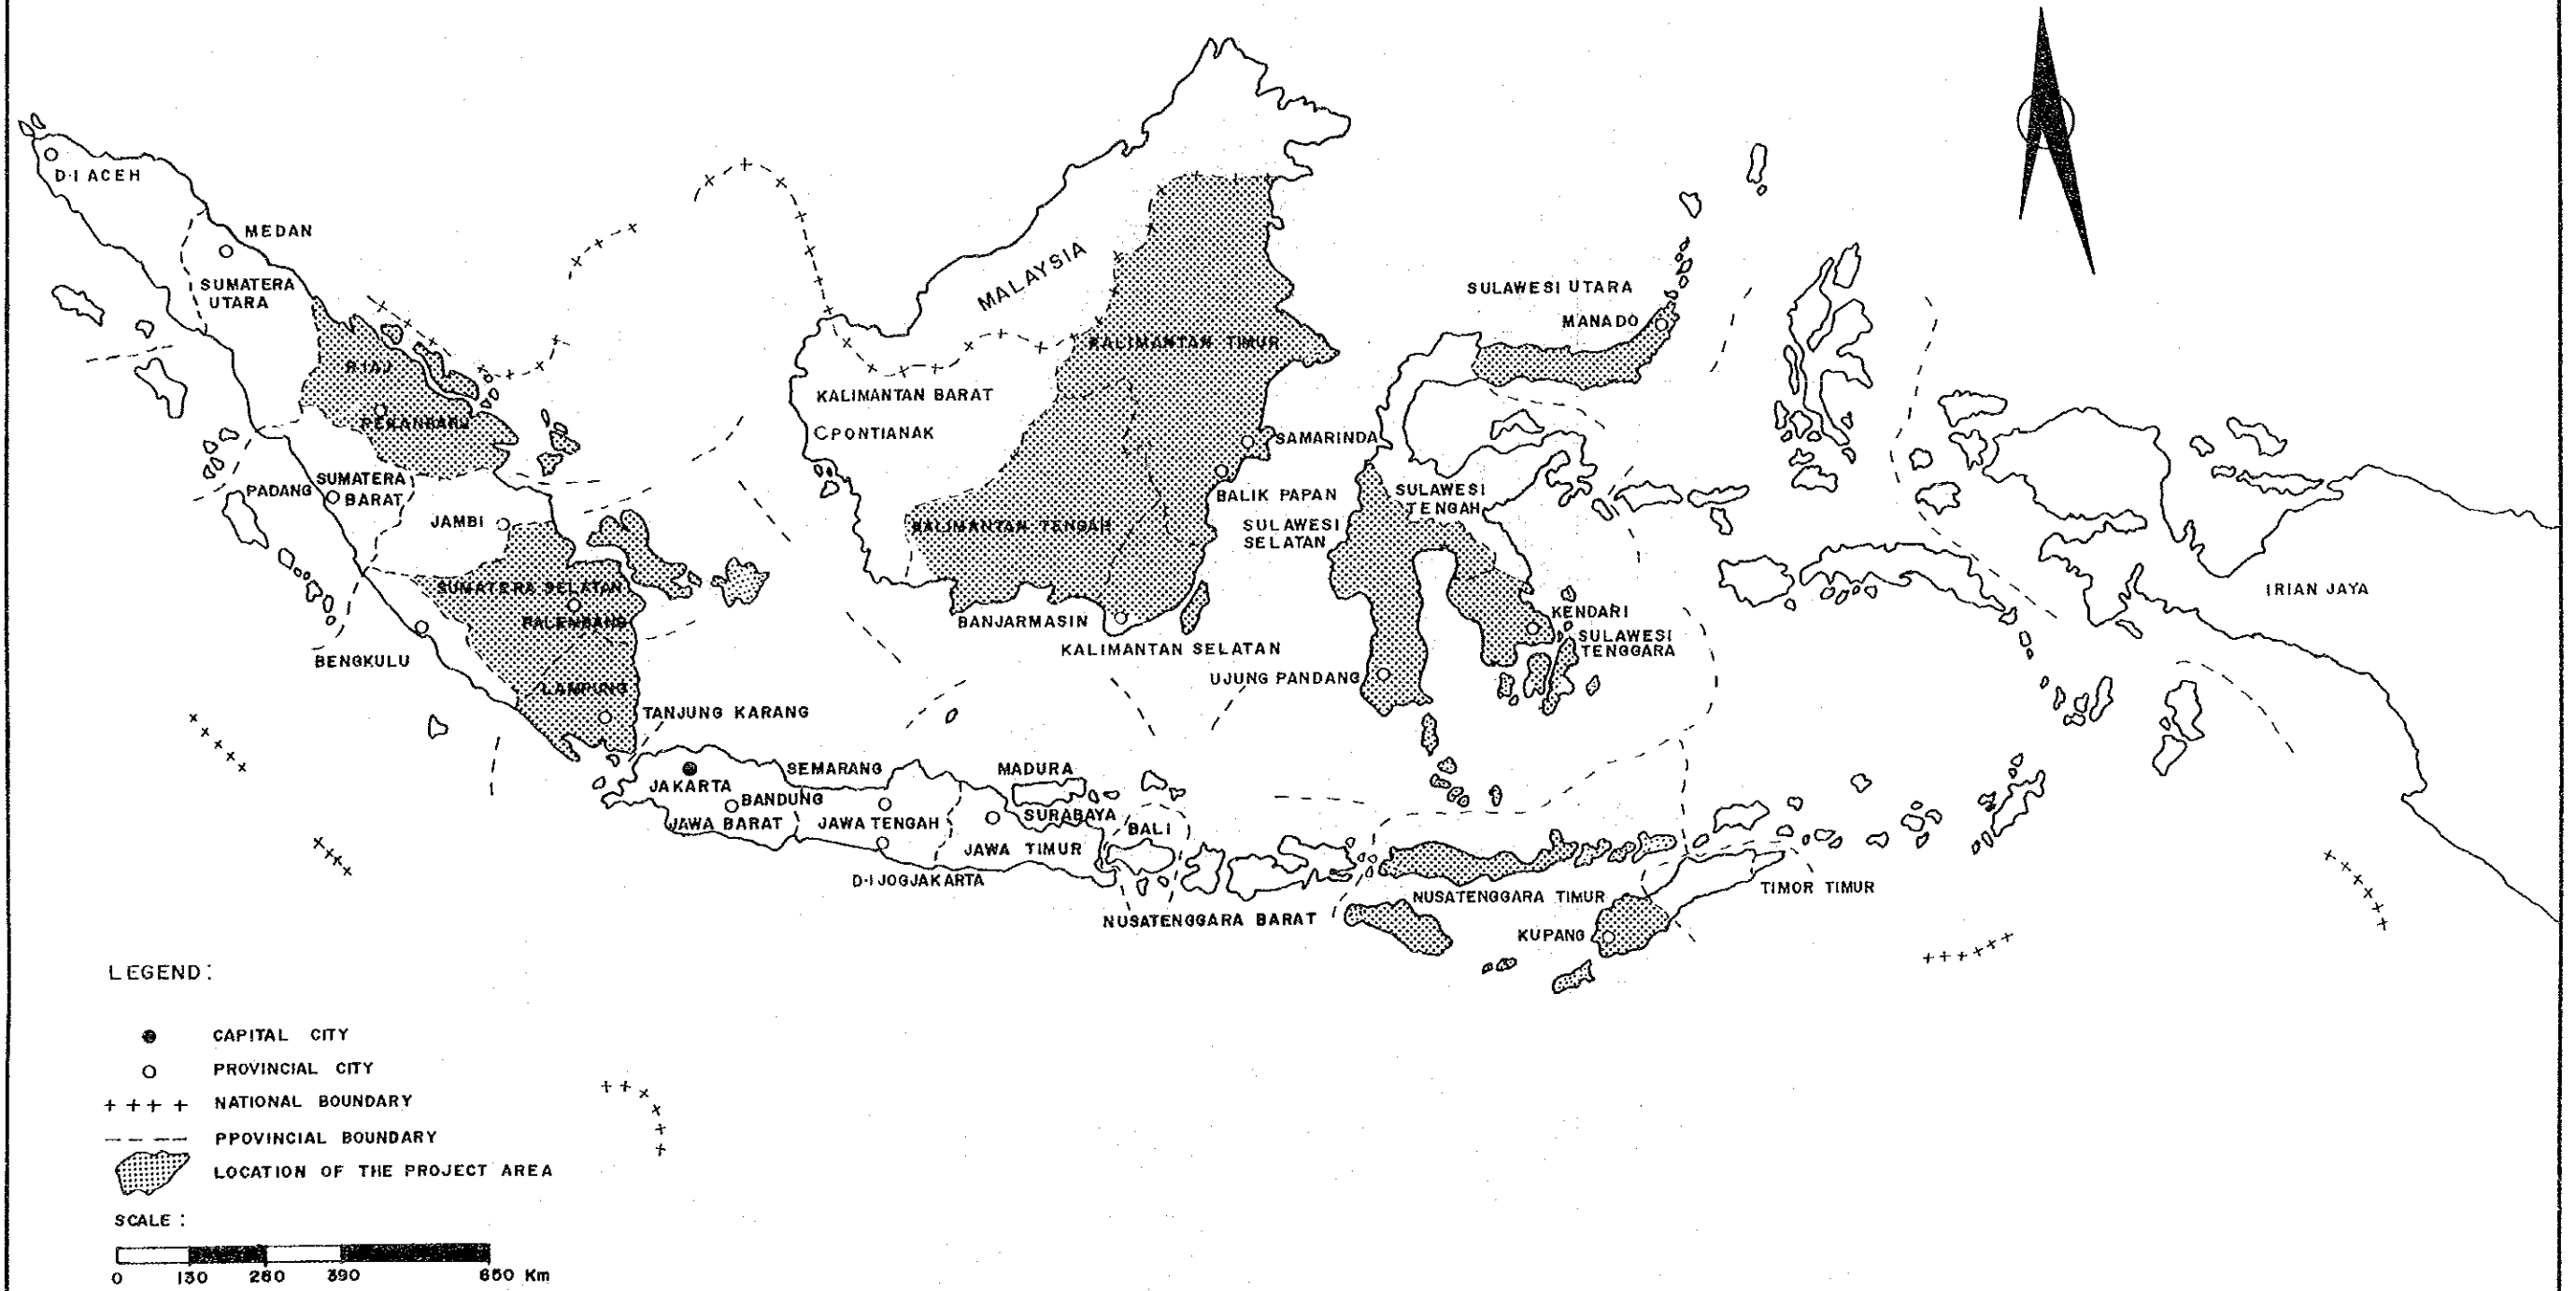 D·I ACEH
MEDAN
SUMATERA
UTARA
RIAU
PEKANBARU
PADANG
SUMATERA
BARAT
JAMBI
SUMATERA SELATAN
PALEMBANG
BENGKULU
LAMPUNG
TANJUNG KARANG
MALAYSIA
KALIMANTAN TIMUR
KALIMANTAN BARAT
PONTIANAK
SAMARINDA
BALIK PAPAN
KALIMANTAN TENGAH
BANJARMASIN
KALIMANTAN SELATAN
SULAWESI UTARA
MANADO
SULAWESI
TENGAH
SULAWESI
SELATAN
KENDARI
SULAWESI
TENGGARA
UJUNG PANDANG
IRIAN JAYA
JAKARTA
BANDUNG
JAWA BARAT
SEMARANG
JAWA TENGAH
D·I JOGJAKARTA
MADURA
SURABAYA
JAWA TIMUR
BALI
NUSATENGGARA BARAT
NUSATENGGARA TIMUR
KUPANG
TIMOR TIMUR
LEGEND :
CAPITAL CITY
PROVINCIAL CITY
NATIONAL BOUNDARY
PPOVINCIAL BOUNDARY
LOCATION OF THE PROJECT AREA
SCALE :
0 130 260 390 650 Km